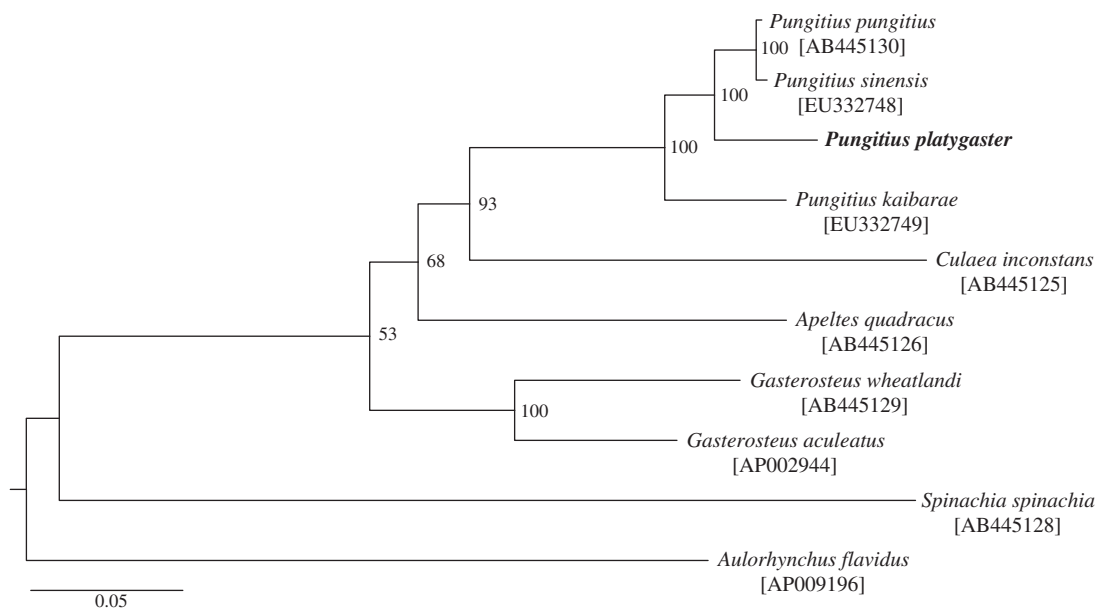 Pungitius pungitius
100 [AB445130]
Pungitius sinensis
100
[EU332748]
Pungitius platygaster
100
Pungitius kaibarae
93
[EU332749]
Culaea inconstans
68
[AB445125]
Apeltes quadracus
53
[AB445126]
Gasterosteus wheatlandi
[AB445129]
100
Gasterosteus aculeatus
[AP002944]
Spinachia spinachia
[AB445128]
Aulorhynchus flavidus
[AP009196]
0.05